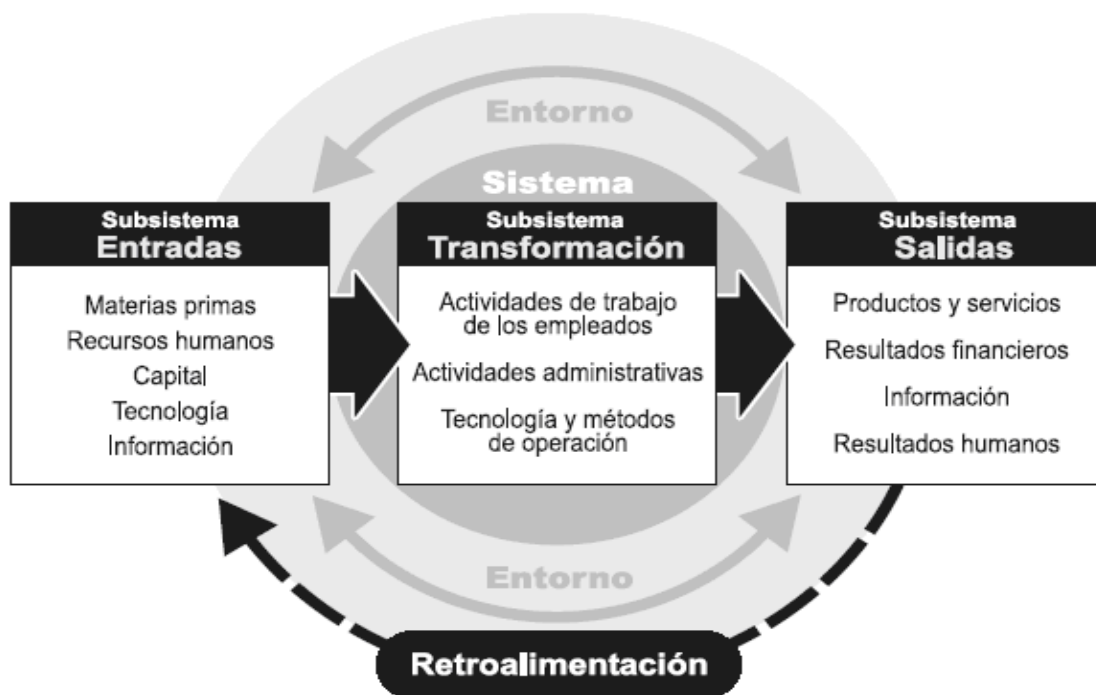 Entorno
Sistema
Subsistema
Entradas
Materias primas
Recursos humanos
Capital
Tecnología
Información
Subsistema
Transformación
Actividades de trabajo
de los empleados
Actividades administrativas
Tecnología y métodos
de operación
Subsistema
Salidas
Productos y servicios
Resultados financieros
Información
Resultados humanos
Entorno
Retroalimentación